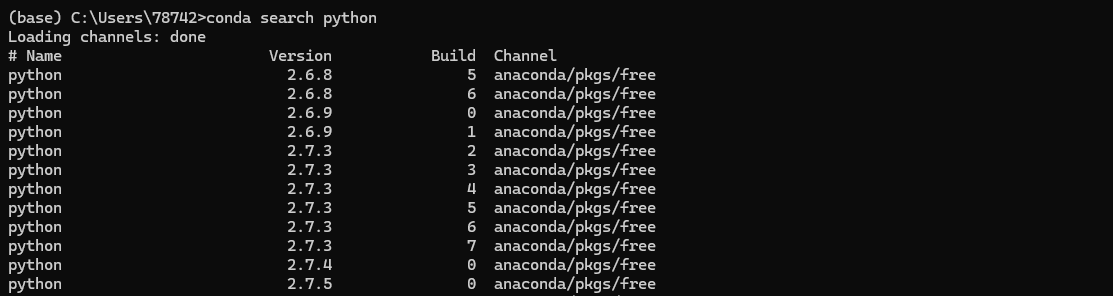 (base) C:\Users\78742>conda search python
Loading channels: done
# Name Version Build Channel
python 2.6.8 5 anaconda/pkgs/free
python 2.6.8 6 anaconda/pkgs/free
python 2.6.9 0 anaconda/pkgs/free
python 2.6.9 1 anaconda/pkgs/free
python 2.7.3 2 anaconda/pkgs/free
python 2.7.3 3 anaconda/pkgs/free
python 2.7.3 4 anaconda/pkgs/free
python 2.7.3 5 anaconda/pkgs/free
python 2.7.3 6 anaconda/pkgs/free
python 2.7.3 7 anaconda/pkgs/free
python 2.7.4 0 anaconda/pkgs/free
python 2.7.5 0 anaconda/pkgs/free